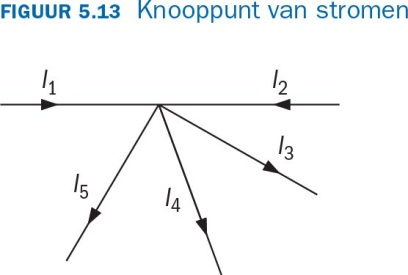 FIGUUR 5.13 Knooppunt van stromen
I1
I2
I3
I5
I4